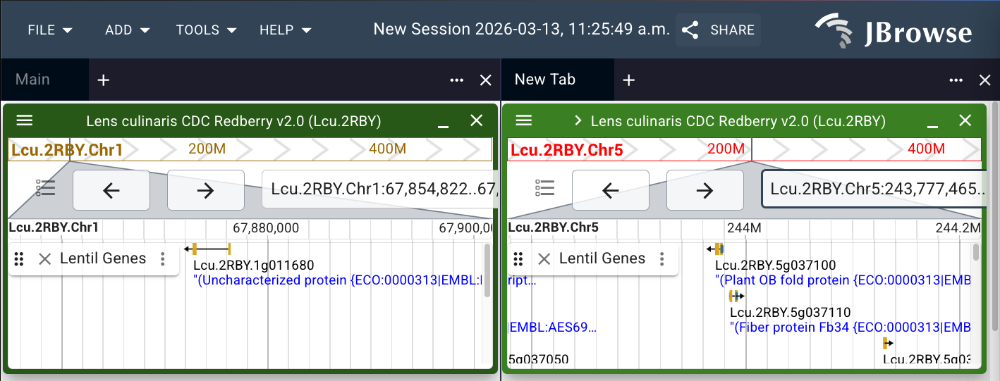 FILE ADD TOOLS HELP New Session 2026-03-13, 11:25:49 a.m. SHARE JBrowse
Main
Lens culinaris CDC Redberry v2.0 (Lcu.2RBY)
Lcu.2RBY.Chr1 200M 400M
Lcu.2RBY.Chr1:67,854,822..67,
Lcu.2RBY.Chr1 67,880,000 67,900,0
Lentil Genes
Lcu.2RBY.1g011680
"(Uncharacterized protein {ECO:0000313|EMBL:
New Tab
Lens culinaris CDC Redberry v2.0 (Lcu.2RBY)
Lcu.2RBY.Chr5 200M 400M
Lcu.2RBY.Chr5:243,777,465..
Lcu.2RBY.Chr5 244M 244.2M
Lentil Genes
Lcu.2RBY.5g037100
ript… "(Plant OB fold protein {ECO:0000313|EMB
Lcu.2RBY.5g037110
EMBL:AES69… "(Fiber protein Fb34 {ECO:0000313|EMB
5g037050 Lcu.2RBY.5g03